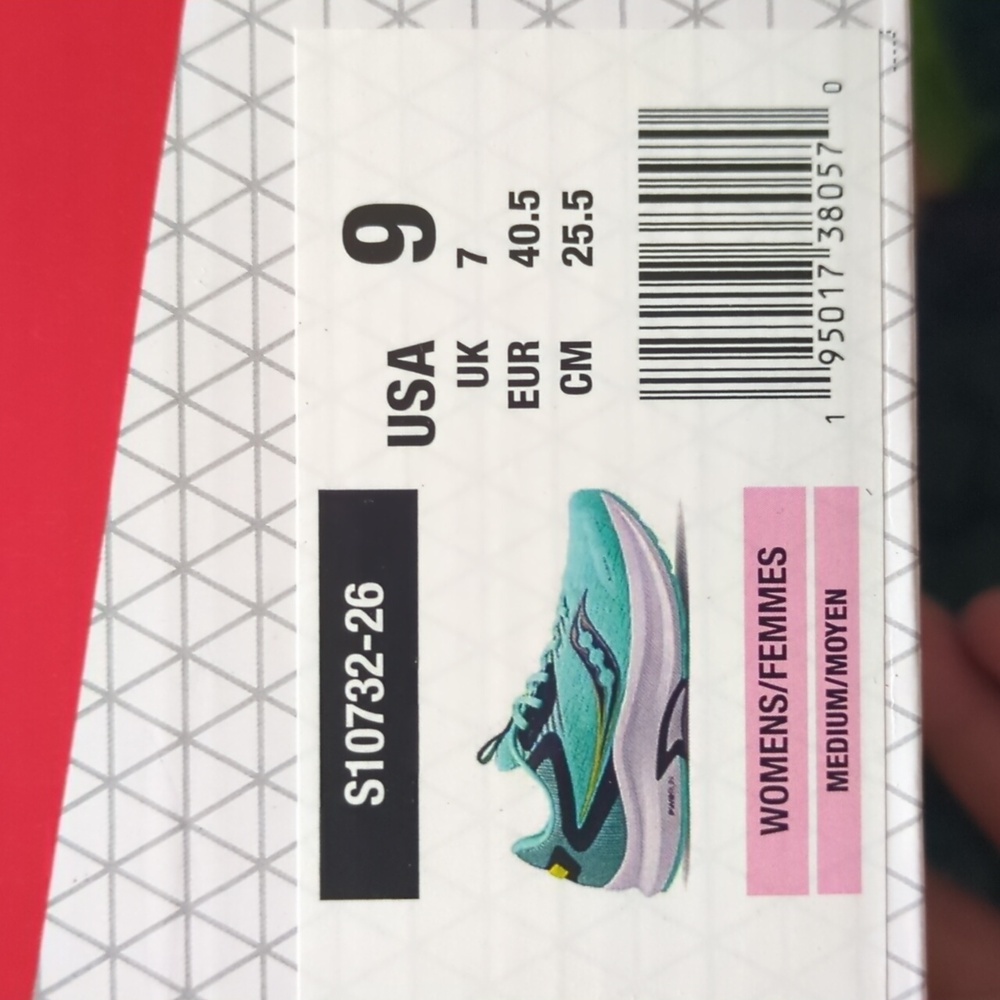 S10732-26
USA 9
UK 7
EUR 40.5
CM 25.5
WOMENS/FEMMES
MEDIUM/MOYEN
1 95017 38057 0